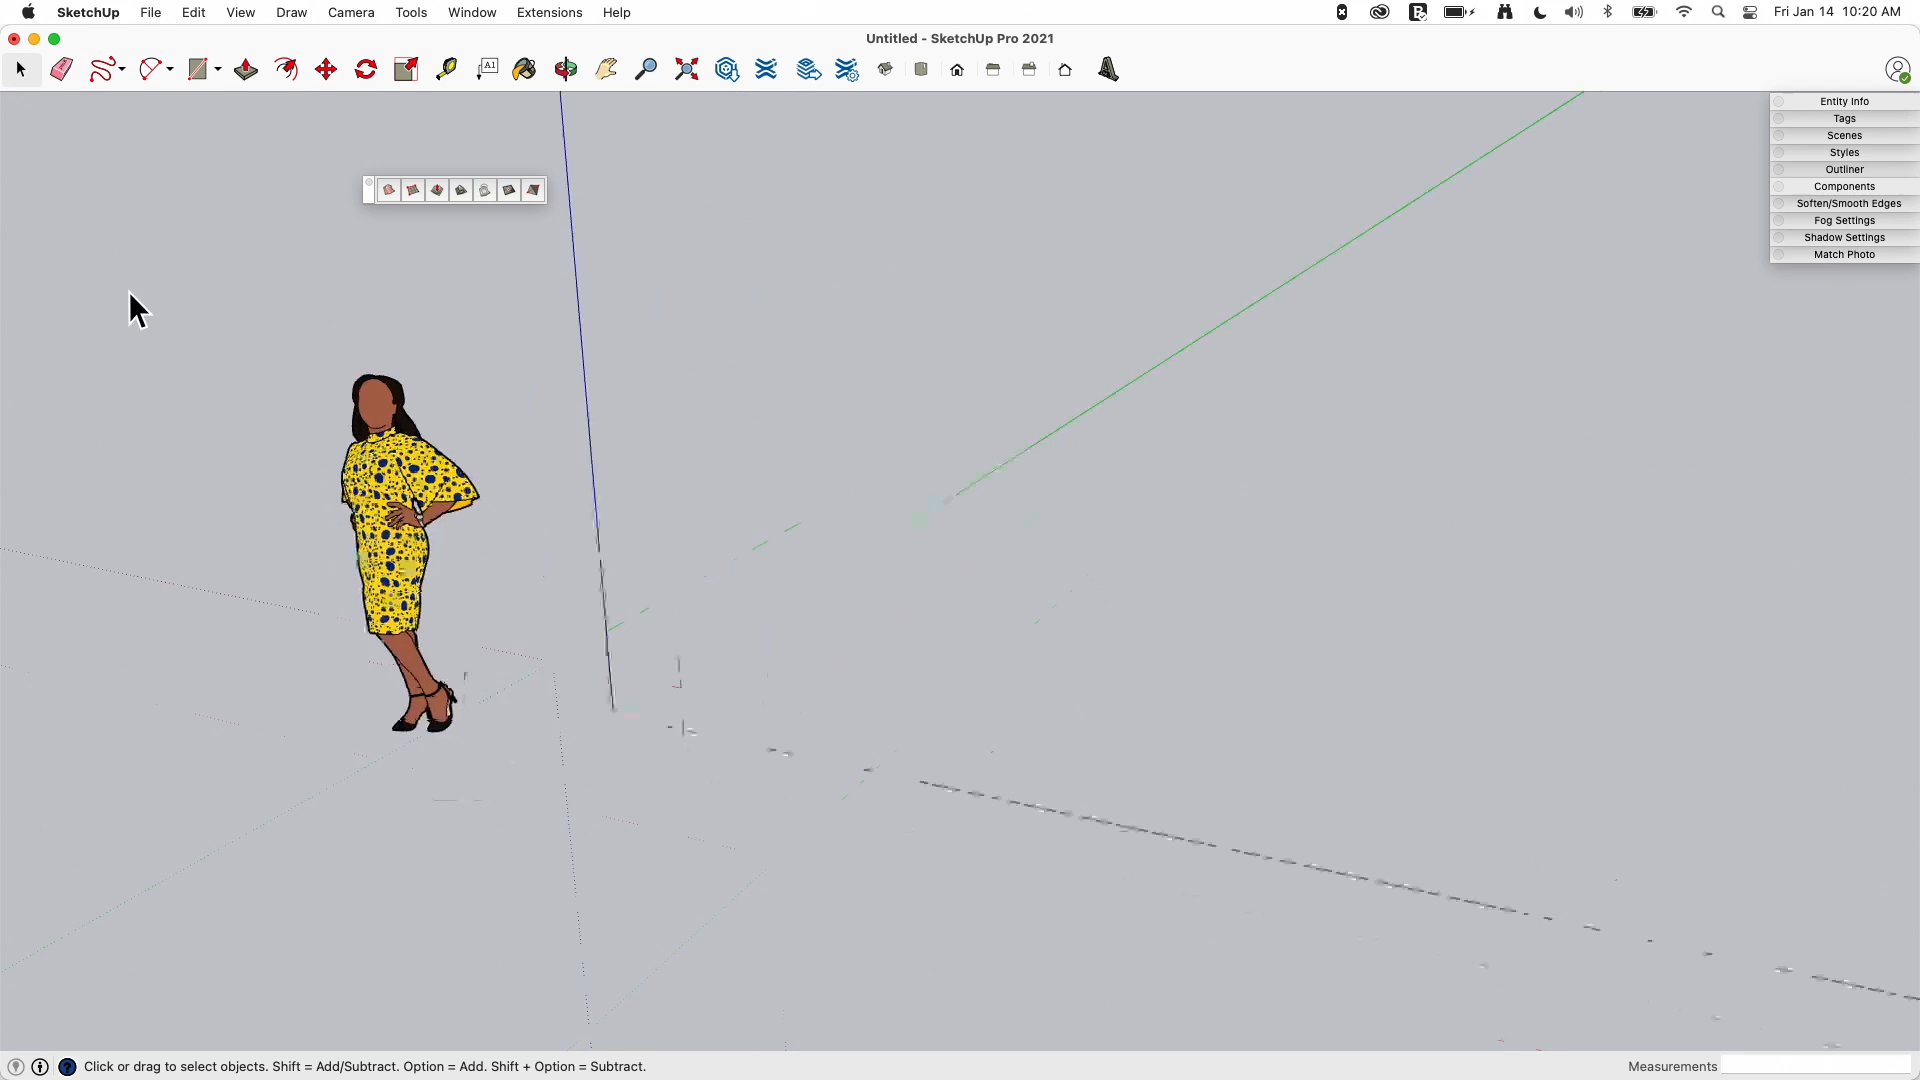 SketchUp File Edit View Draw Camera Tools Window Extensions Help Fri Jan 14 10:20 AM
Untitled - SketchUp Pro 2021
A1
Entity Info
Tags
Scenes
Styles
Outliner
Components
Soften/Smooth Edges
Fog Settings
Shadow Settings
Match Photo
Click or drag to select objects. Shift = Add/Subtract. Option = Add. Shift + Option = Subtract.
Measurements